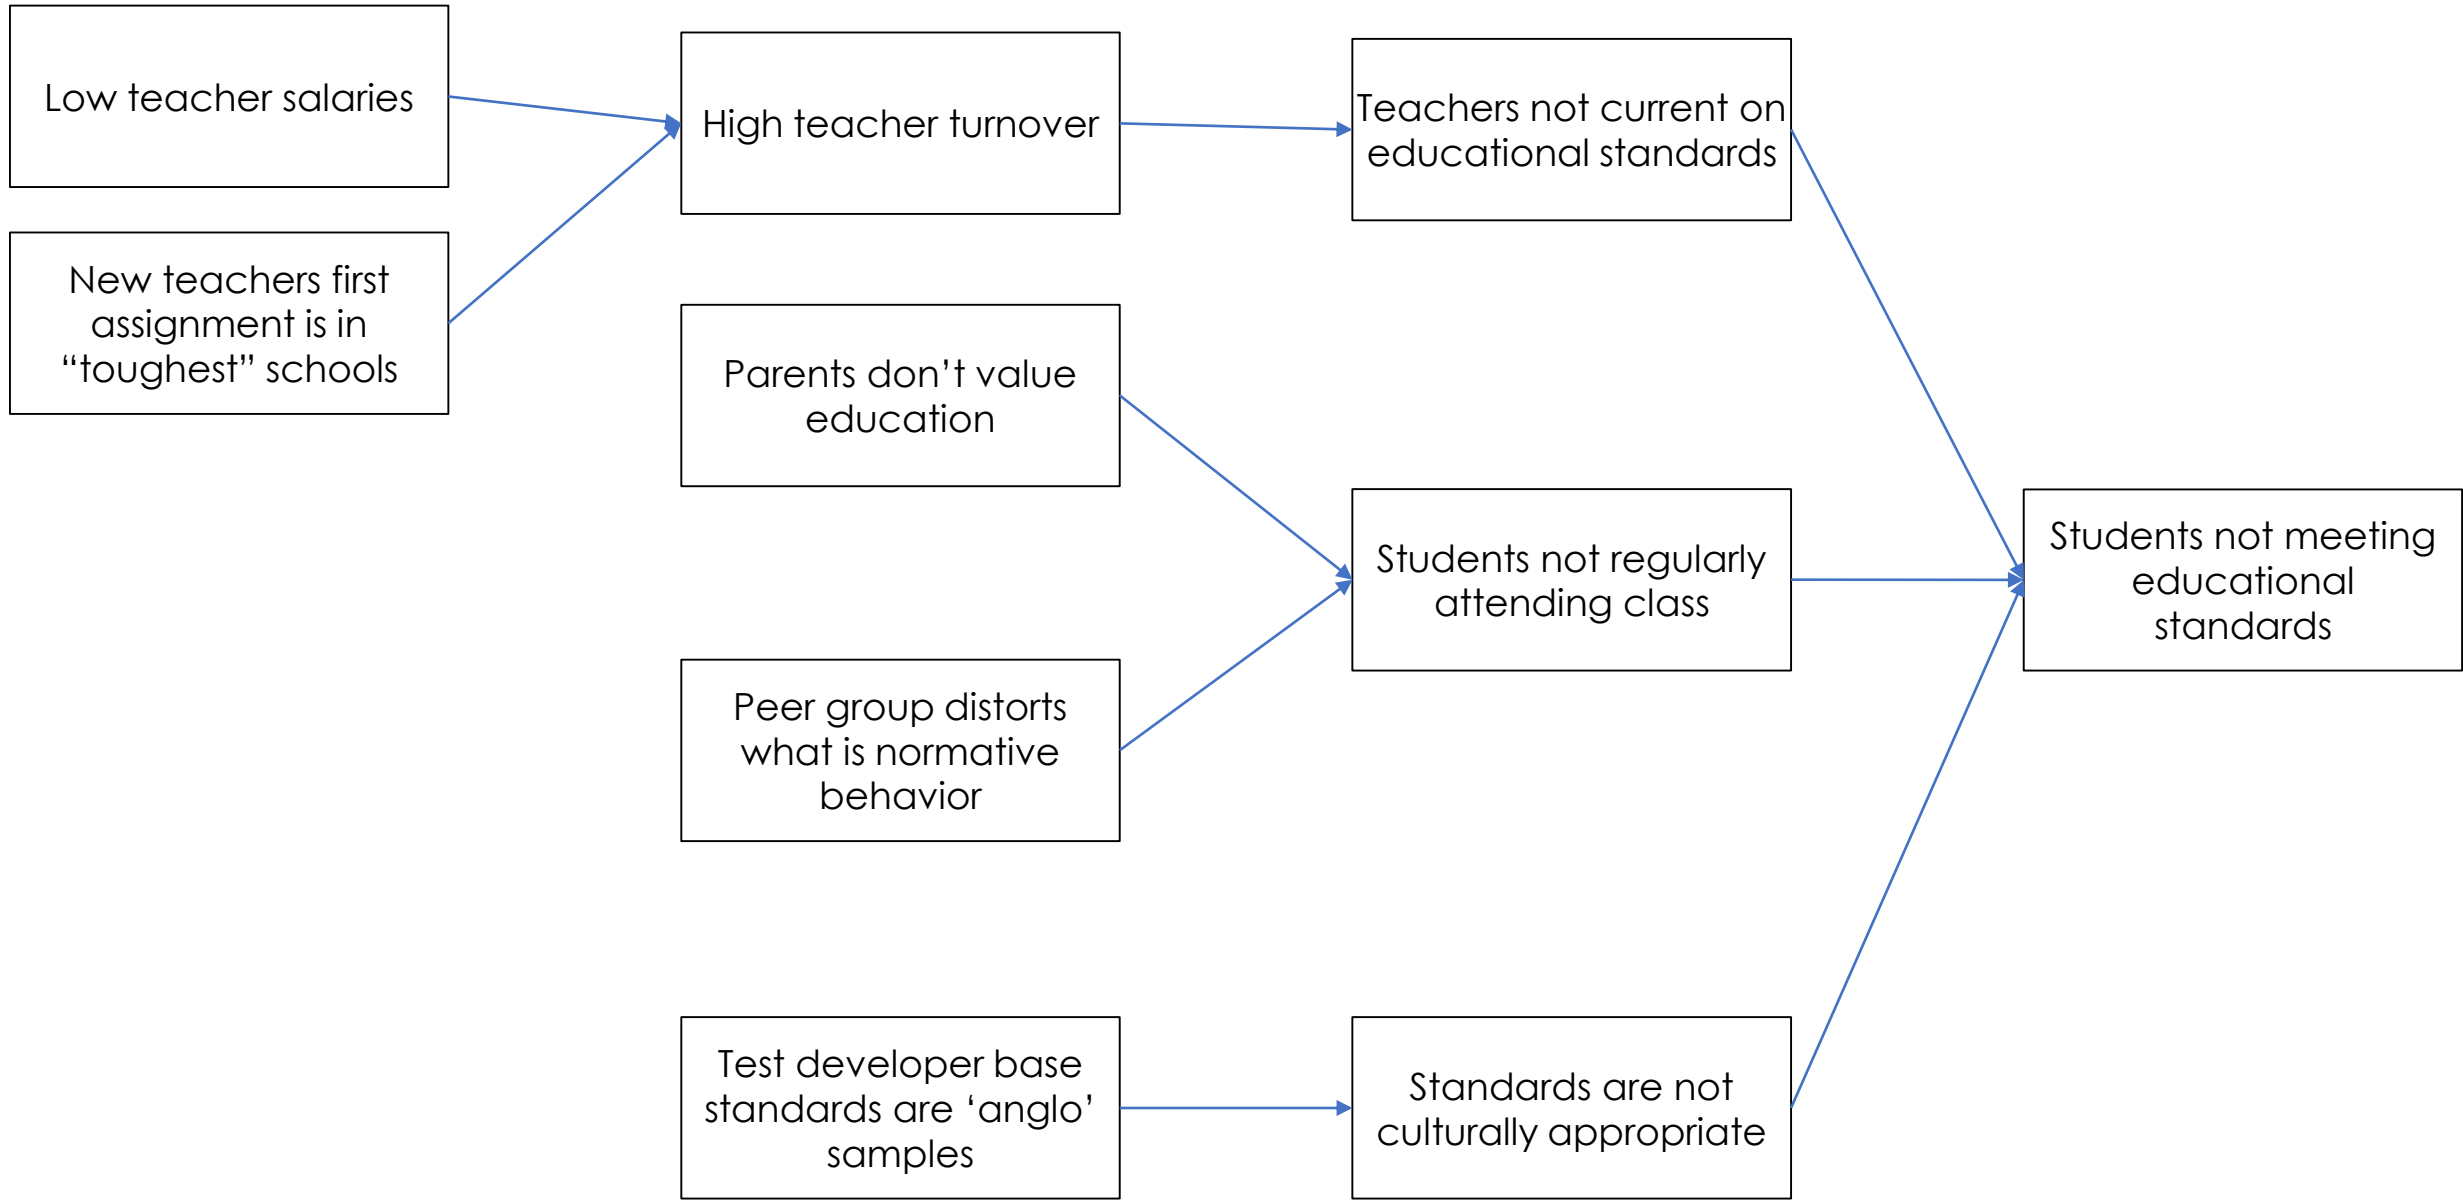 Low teacher salaries
New teachers first
assignment is in
“toughest” schools
High teacher turnover
Parents don’t value
education
Peer group distorts
what is normative
behavior
Test developer base
standards are ‘anglo’
samples
Teachers not current on
educational standards
Students not regularly
attending class
Standards are not
culturally appropriate
Students not meeting
educational
standards